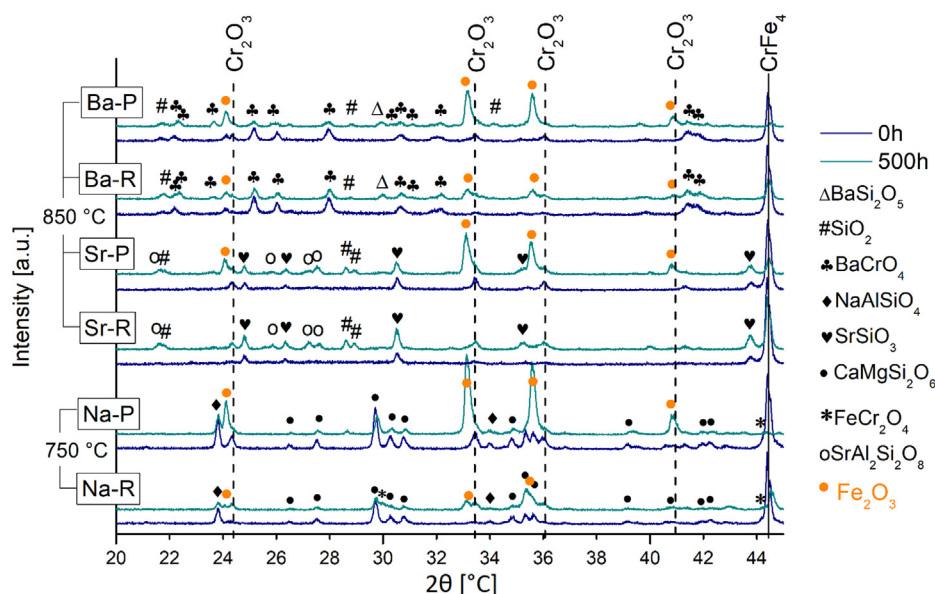 Cr₂O₃
Cr₂O₃
Cr₂O₃
Cr₂O₃
CrFe₄
Ba-P
Ba-R
850 °C
Sr-P
Sr-R
Na-P
750 °C
Na-R
Intensity [a.u.]
# # Δ #
# # Δ
o# o oo ##
o# o oo ##
*
* *
20 22 24 26 28 30 32 34 36 38 40 42 44
2θ [°C]
0h
500h
ΔBaSi₂O₅
#SiO₂
♣BaCrO₄
♦NaAlSiO₄
♥SrSiO₃
●CaMgSi₂O₆
*FeCr₂O₄
oSrAl₂Si₂O₈
● Fe₂O₃